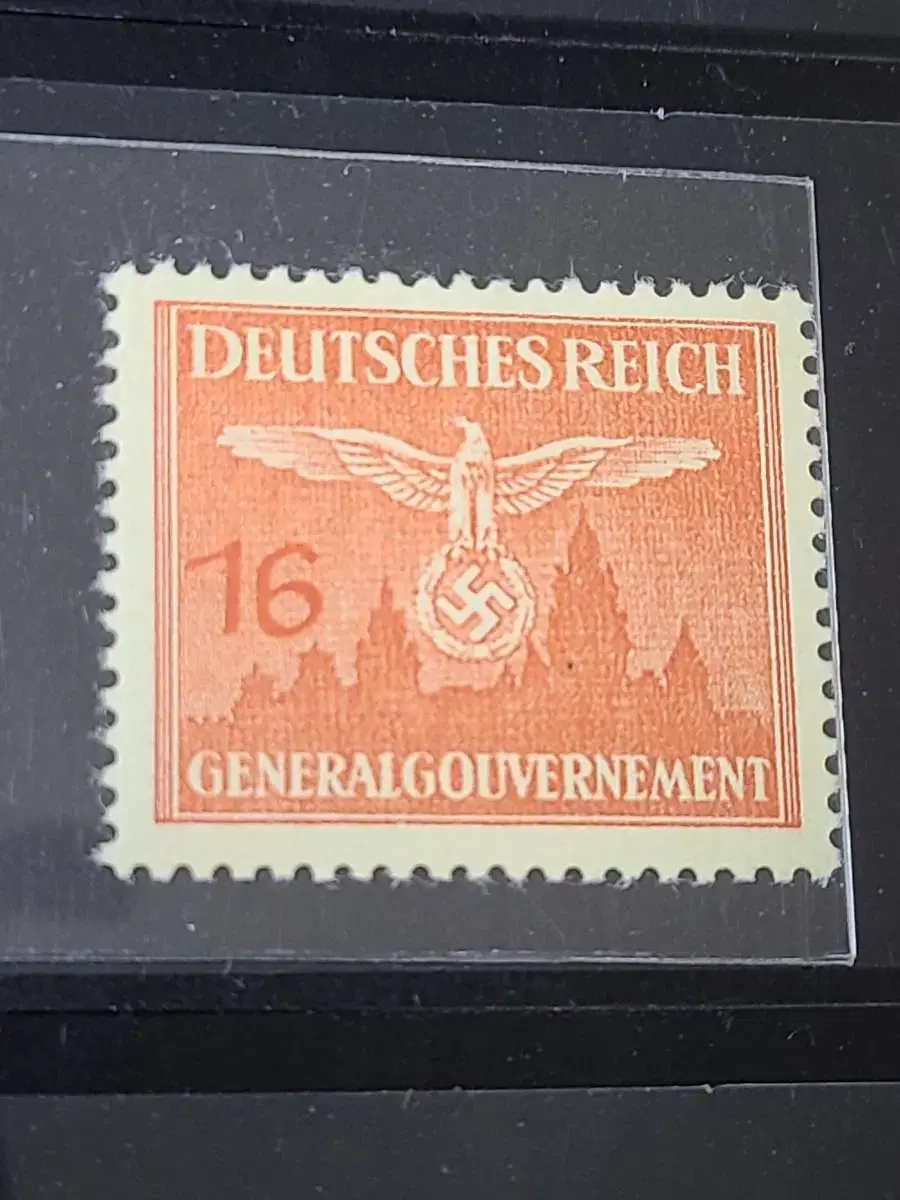 DEUTSCHES REICH
16
GENERALGOUVERNEMENT